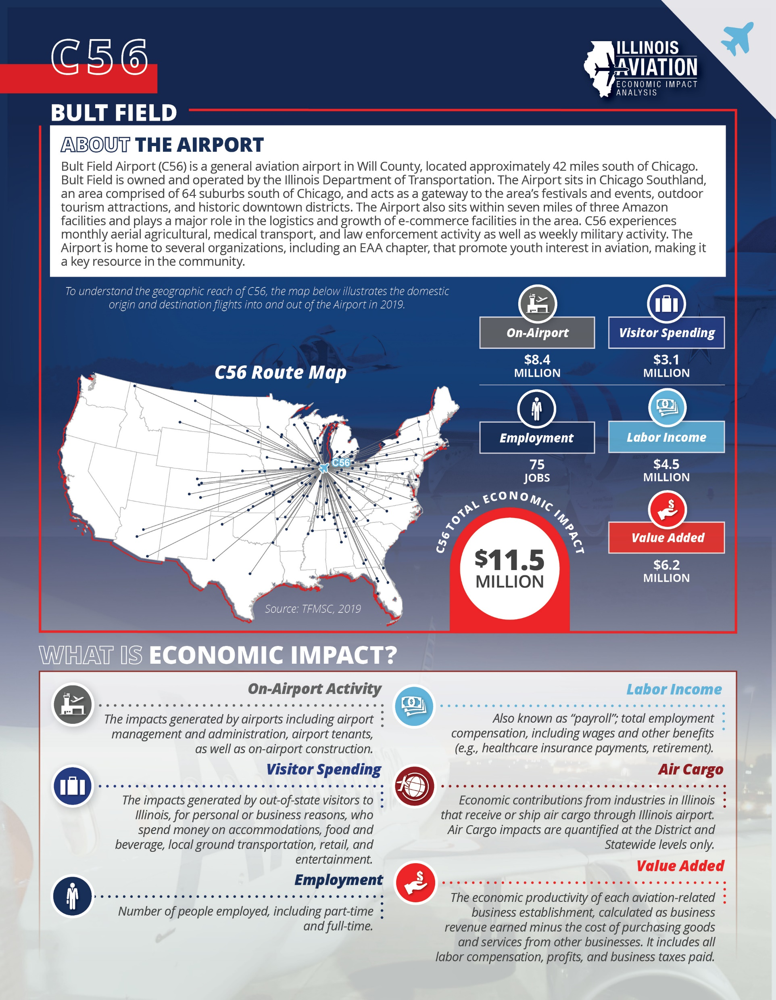 C56
ILLINOIS
AVIATION
ECONOMIC IMPACT
ANALYSIS
BULT FIELD
ABOUT THE AIRPORT
Bult Field Airport (C56) is a general aviation airport in Will County, located approximately 42 miles south of Chicago.
Bult Field is owned and operated by the Illinois Department of Transportation. The Airport sits in Chicago Southland,
an area comprised of 64 suburbs south of Chicago, and acts as a gateway to the area's festivals and events, outdoor
tourism attractions, and historic downtown districts. The Airport also sits within seven miles of three Amazon
facilities and plays a major role in the logistics and growth of e-commerce facilities in the area. C56 experiences
monthly aerial agricultural, medical transport, and law enforcement activity as well as weekly military activity. The
Airport is home to several organizations, including an EAA chapter, that promote youth interest in aviation, making it
a key resource in the community.
To understand the geographic reach of C56, the map below illustrates the domestic
origin and destination flights into and out of the Airport in 2019.
C56 Route Map
C56
Source: TFMSC, 2019
On-Airport
$8.4
MILLION
Visitor Spending
$3.1
MILLION
Employment
75
JOBS
Labor Income
$4.5
MILLION
C56 TOTAL ECONOMIC IMPACT
$11.5
MILLION
Value Added
$6.2
MILLION
WHAT IS ECONOMIC IMPACT?
On-Airport Activity
The impacts generated by airports including airport
management and administration, airport tenants,
as well as on-airport construction.
Visitor Spending
The impacts generated by out-of-state visitors to
Illinois, for personal or business reasons, who
spend money on accommodations, food and
beverage, local ground transportation, retail, and
entertainment.
Employment
Number of people employed, including part-time
and full-time.
Labor Income
Also known as “payroll”; total employment
compensation, including wages and other benefits
(e.g., healthcare insurance payments, retirement).
Air Cargo
Economic contributions from industries in Illinois
that receive or ship air cargo through Illinois airport.
Air Cargo impacts are quantified at the District and
Statewide levels only.
Value Added
The economic productivity of each aviation-related
business establishment, calculated as business
revenue earned minus the cost of purchasing goods
and services from other businesses. It includes all
labor compensation, profits, and business taxes paid.